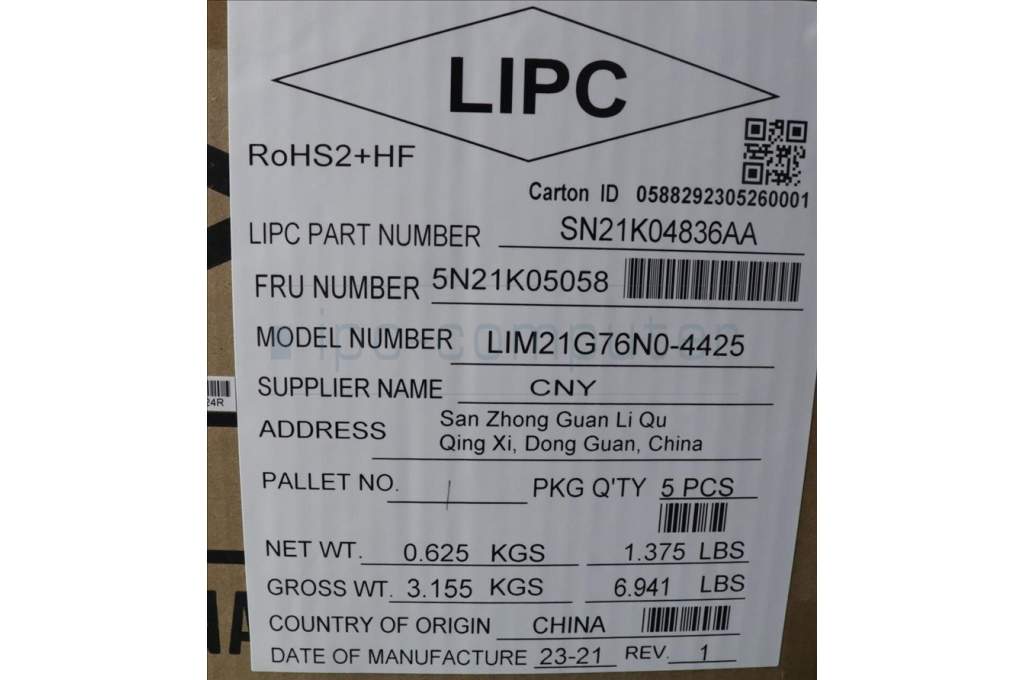 LIPC
RoHS2+HF
Carton ID 0588292305260001
LIPC PART NUMBER SN21K04836AA
FRU NUMBER 5N21K05058
ipc computer
MODEL NUMBER LIM21G76N0-4425
SUPPLIER NAME CNY
24R
ADDRESS San Zhong Guan Li Qu
Qing Xi, Dong Guan, China
PALLET NO. / PKG Q'TY 5 PCS
NET WT. 0.625 KGS 1.375 LBS
GROSS WT. 3.155 KGS 6.941 LBS
COUNTRY OF ORIGIN CHINA
DATE OF MANUFACTURE 23-21 REV. 1